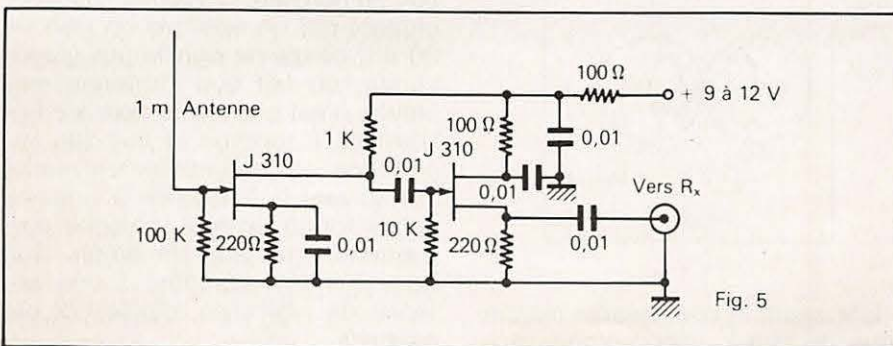 100 Ω
+ 9 à 12 V
1 m Antenne
1 K
100 Ω
0,01
J 310
0,01
J 310
0,01
Vers Rx
100 K
220Ω
0,01
10 K
220Ω
0,01
Fig. 5